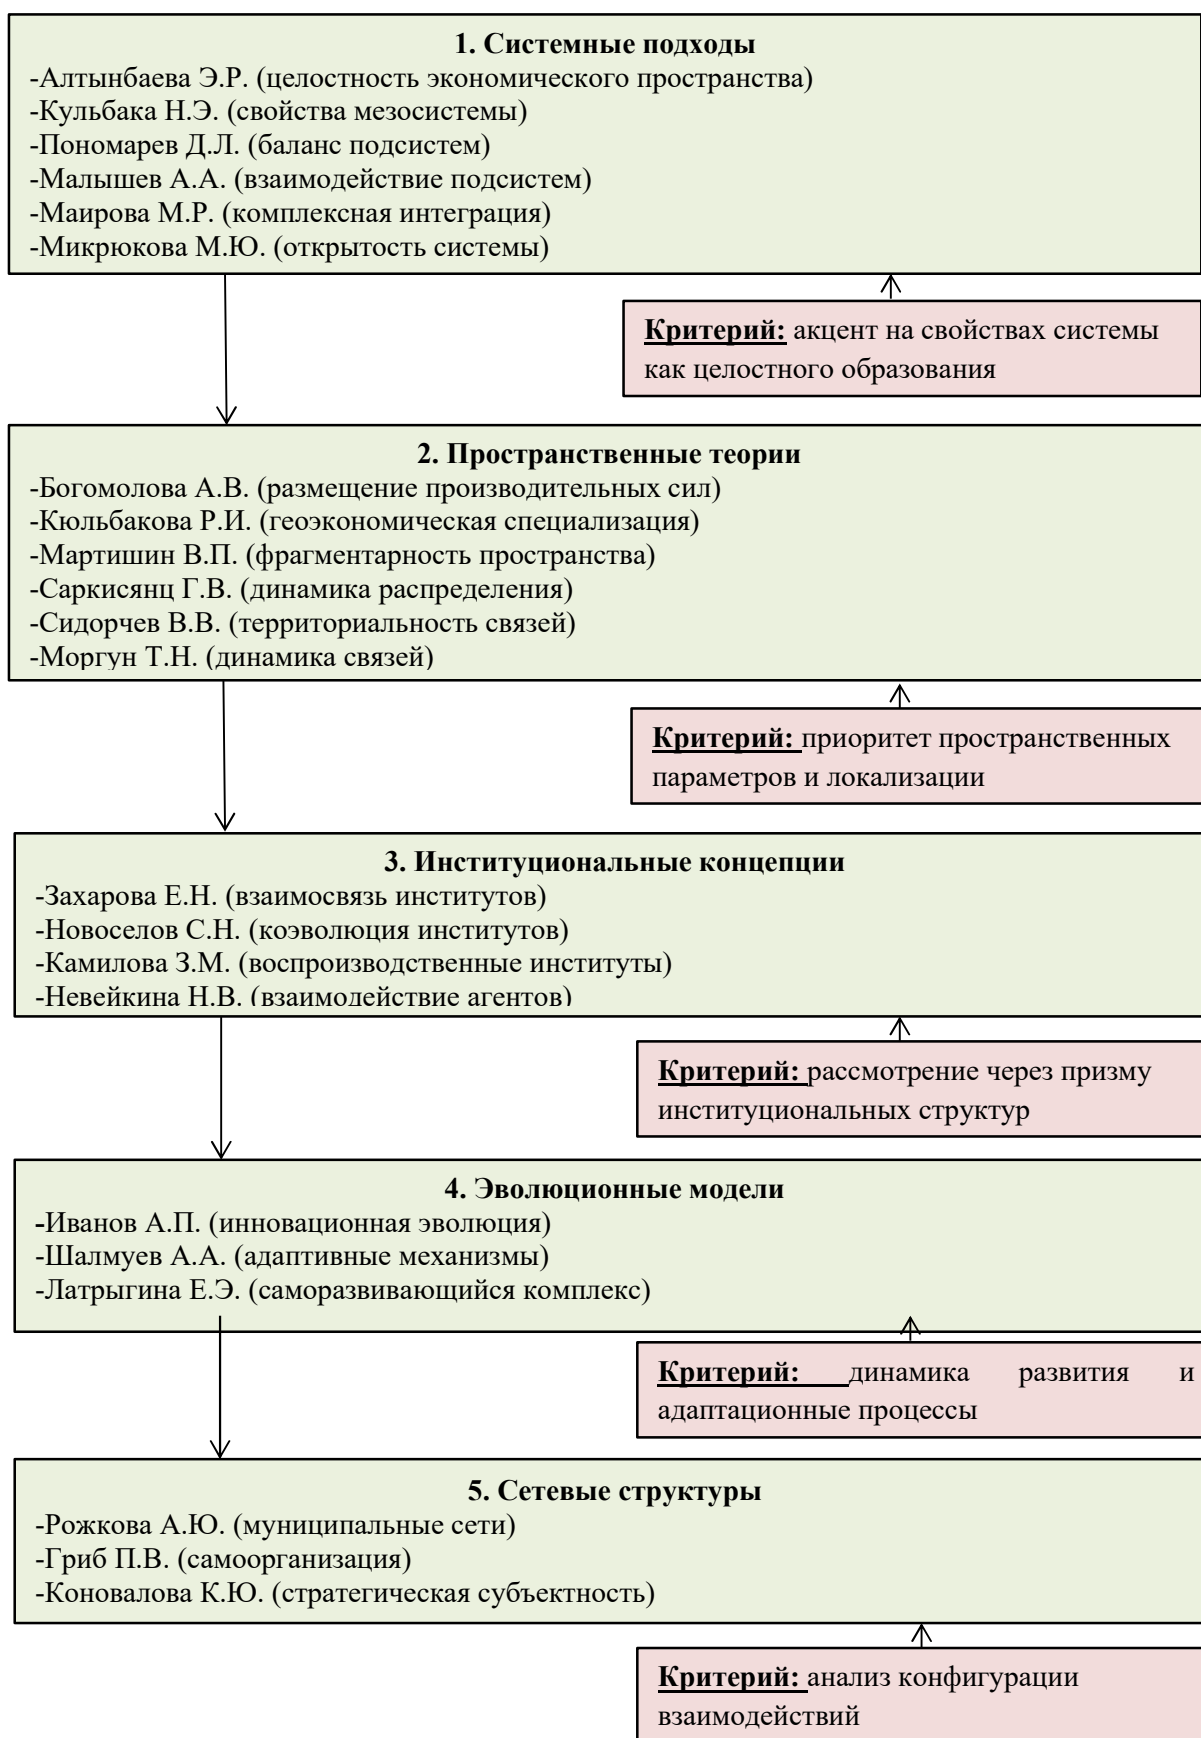 1. Системные подходы
-Алтынбаева Э.Р. (целостность экономического пространства)
-Кульбака Н.Э. (свойства мезосистемы)
-Пономарев Д.Л. (баланс подсистем)
-Малышев А.А. (взаимодействие подсистем)
-Маирова М.Р. (комплексная интеграция)
-Микрюкова М.Ю. (открытость системы)
Критерий: акцент на свойствах системы
как целостного образования
2. Пространственные теории
-Богомолова А.В. (размещение производительных сил)
-Кюльбакова Р.И. (геоэкономическая специализация)
-Мартишин В.П. (фрагментарность пространства)
-Саркисянц Г.В. (динамика распределения)
-Сидорчев В.В. (территориальность связей)
-Моргун Т.Н. (динамика связей)
Критерий: приоритет пространственных
параметров и локализации
3. Институциональные концепции
-Захарова Е.Н. (взаимосвязь институтов)
-Новоселов С.Н. (коэволюция институтов)
-Камилова З.М. (воспроизводственные институты)
-Невейкина Н.В. (взаимодействие агентов)
Критерий: рассмотрение через призму
институциональных структур
4. Эволюционные модели
-Иванов А.П. (инновационная эволюция)
-Шалмуев А.А. (адаптивные механизмы)
-Латрыгина Е.Э. (саморазвивающийся комплекс)
Критерий: динамика развития и
адаптационные процессы
5. Сетевые структуры
-Рожкова А.Ю. (муниципальные сети)
-Гриб П.В. (самоорганизация)
-Коновалова К.Ю. (стратегическая субъектность)
Критерий: анализ конфигурации
взаимодействий